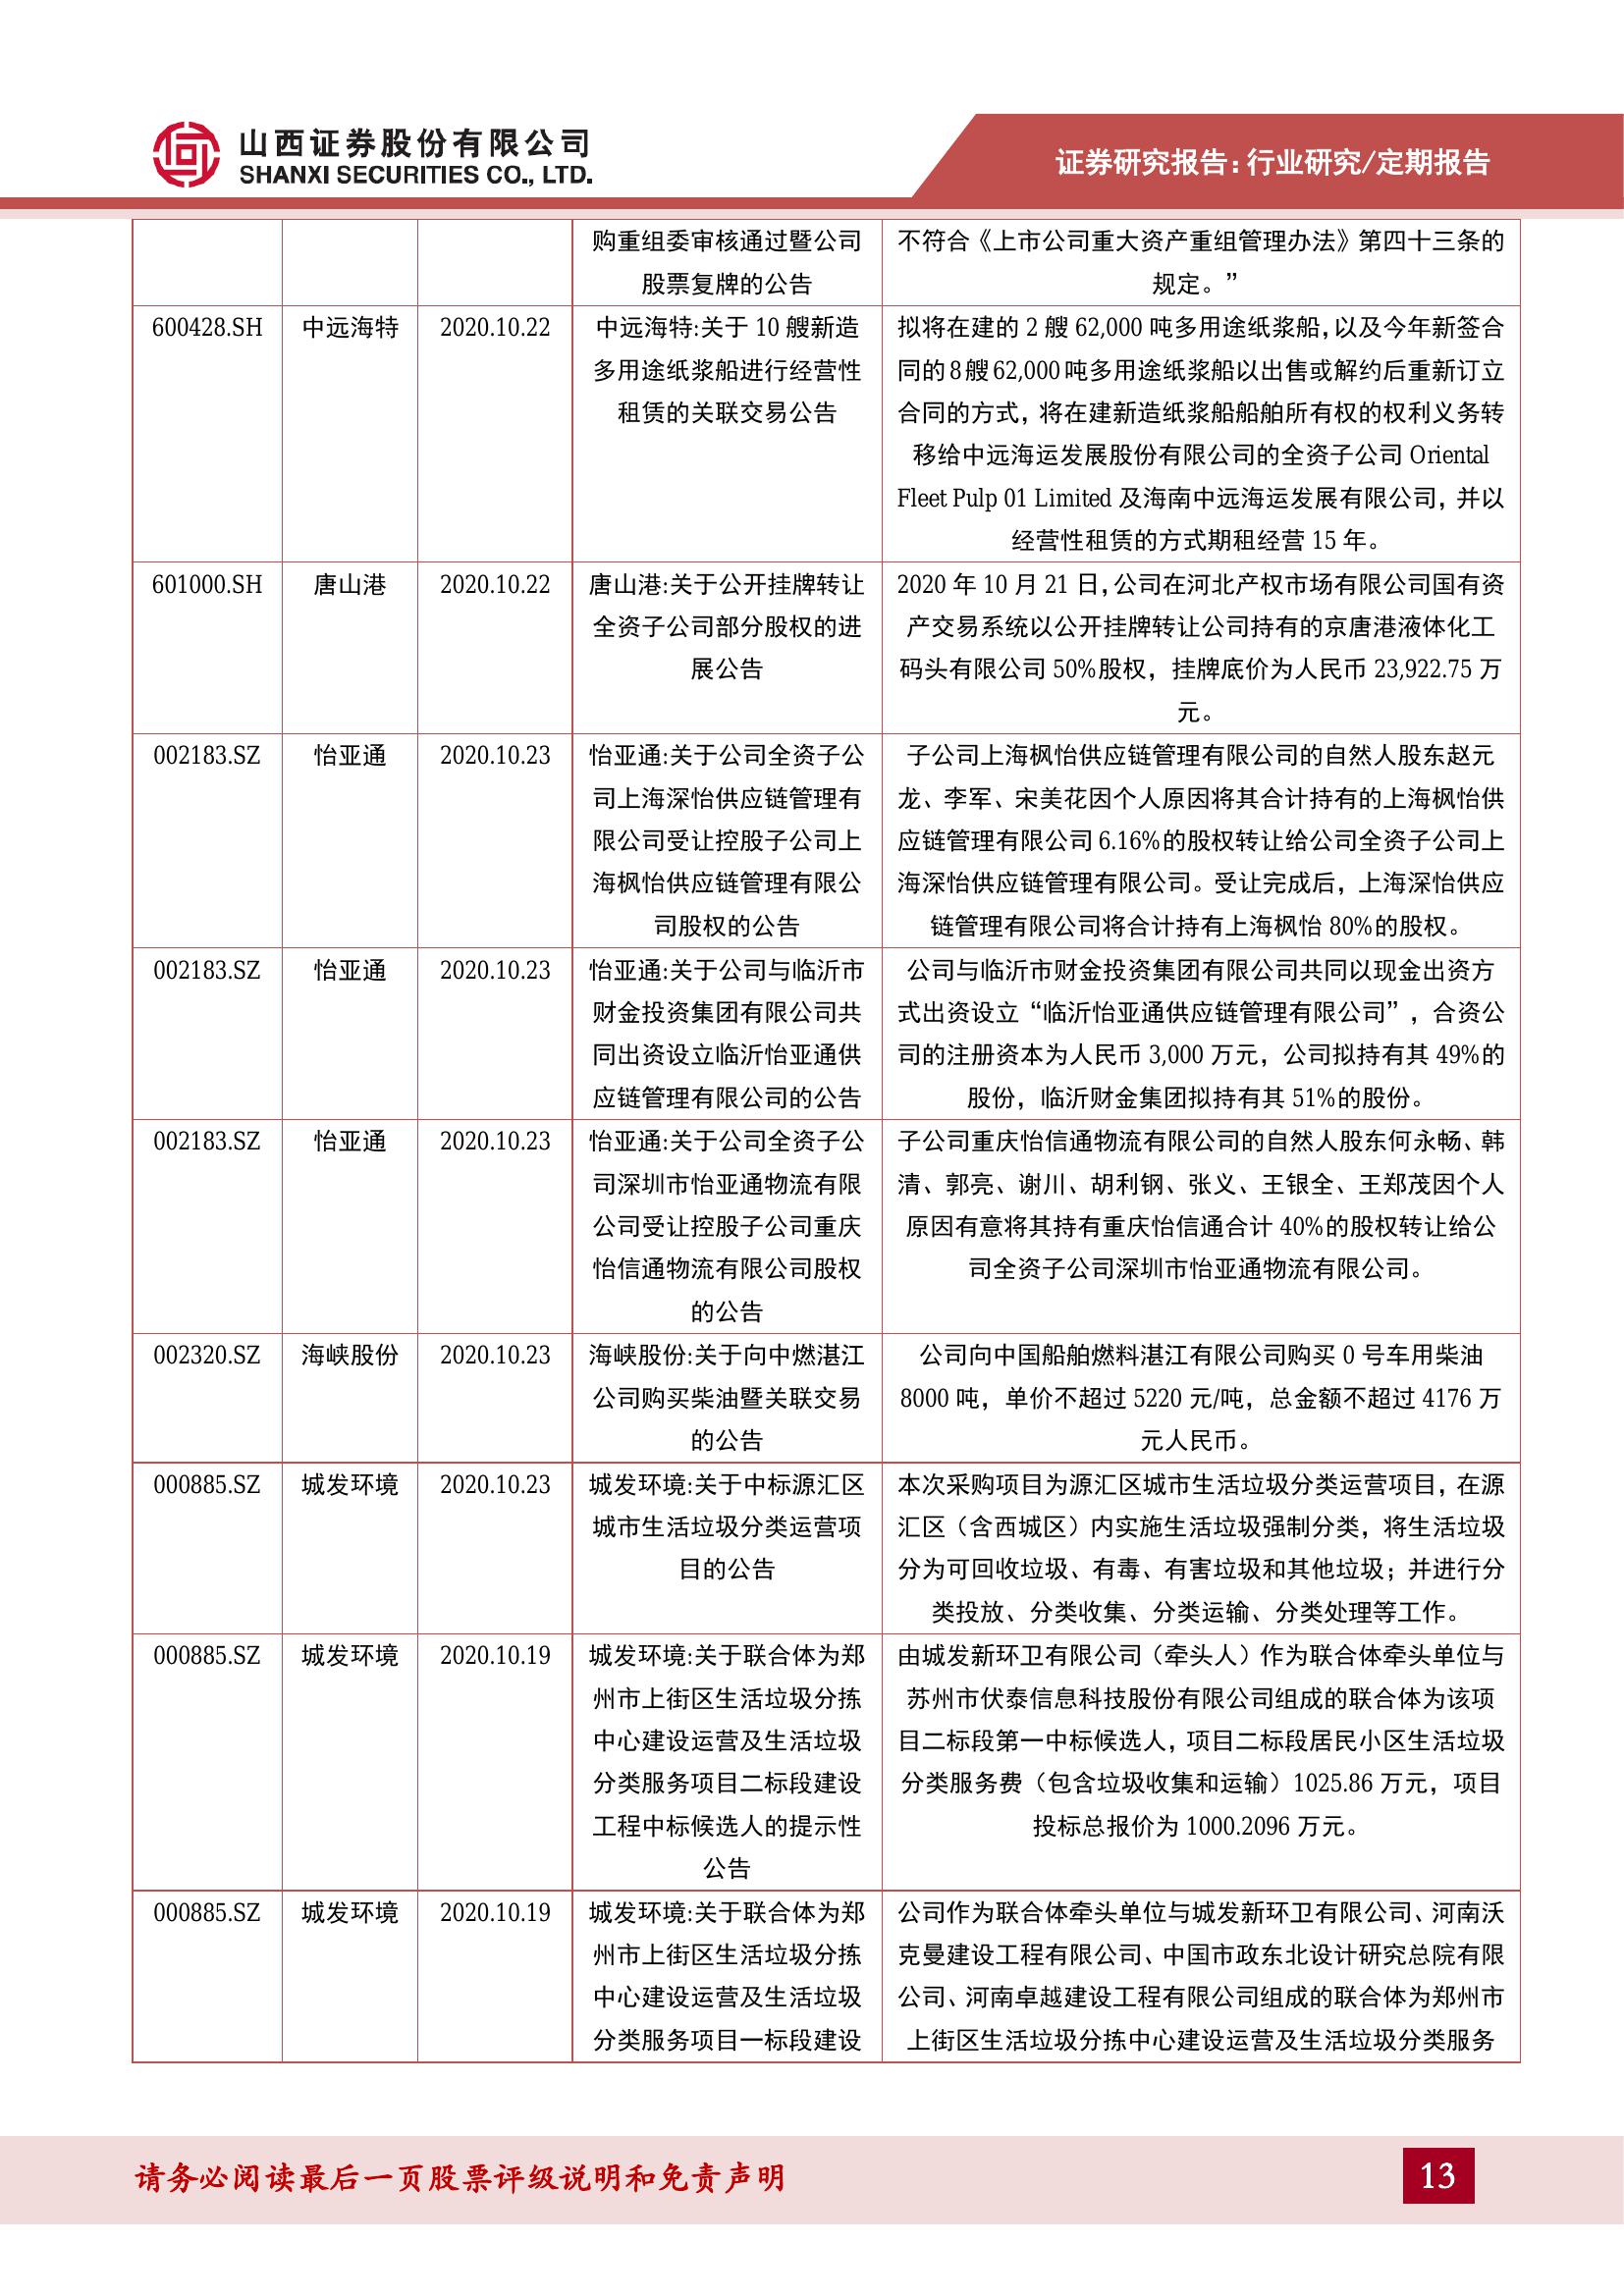 山西证券股份有限公司
SHANXI SECURITIES CO., LTD.
证券研究报告:行业研究/定期报告
购重组委审核通过暨公司
股票复牌的公告
不符合《上市公司重大资产重组管理办法》第四十三条的
规定。”
600428.SH
中远海特
2020.10.22
中远海特:关于 10 艘新造
多用途纸浆船进行经营性
租赁的关联交易公告
拟将在建的 2 艘 62,000 吨多用途纸浆船，以及今年新签合
同的 8 艘 62,000 吨多用途纸浆船以出售或解约后重新订立
合同的方式，将在建新造纸浆船船舶所有权的权利义务转
移给中远海运发展股份有限公司的全资子公司 Oriental
Fleet Pulp 01 Limited 及海南中远海运发展有限公司，并以
经营性租赁的方式期租经营 15 年。
601000.SH
唐山港
2020.10.22
唐山港:关于公开挂牌转让
全资子公司部分股权的进
展公告
2020 年 10 月 21 日，公司在河北产权市场有限公司国有资
产交易系统以公开挂牌转让公司持有的京唐港液体化工
码头有限公司 50%股权，挂牌底价为人民币 23,922.75 万
元。
002183.SZ
怡亚通
2020.10.23
怡亚通:关于公司全资子公
司上海深怡供应链管理有
限公司受让控股子公司上
海枫怡供应链管理有限公
司股权的公告
子公司上海枫怡供应链管理有限公司的自然人股东赵元
龙、李军、宋美花因个人原因将其合计持有的上海枫怡供
应链管理有限公司 6.16%的股权转让给公司全资子公司上
海深怡供应链管理有限公司。受让完成后，上海深怡供应
链管理有限公司将合计持有上海枫怡 80%的股权。
002183.SZ
怡亚通
2020.10.23
怡亚通:关于公司与临沂市
财金投资集团有限公司共
同出资设立临沂怡亚通供
应链管理有限公司的公告
公司与临沂市财金投资集团有限公司共同以现金出资方
式出资设立“临沂怡亚通供应链管理有限公司”，合资公
司的注册资本为人民币 3,000 万元，公司拟持有其 49%的
股份，临沂财金集团拟持有其 51%的股份。
002183.SZ
怡亚通
2020.10.23
怡亚通:关于公司全资子公
司深圳市怡亚通物流有限
公司受让控股子公司重庆
怡信通物流有限公司股权
的公告
子公司重庆怡信通物流有限公司的自然人股东何永畅、韩
清、郭亮、谢川、胡利钢、张义、王银全、王郑茂因个人
原因有意将其持有重庆怡信通合计 40%的股权转让给公
司全资子公司深圳市怡亚通物流有限公司。
002320.SZ
海峡股份
2020.10.23
海峡股份:关于向中燃湛江
公司购买柴油暨关联交易
的公告
公司向中国船舶燃料湛江有限公司购买 0 号车用柴油
8000 吨，单价不超过 5220 元/吨，总金额不超过 4176 万
元人民币。
000885.SZ
城发环境
2020.10.23
城发环境:关于中标源汇区
城市生活垃圾分类运营项
目的公告
本次采购项目为源汇区城市生活垃圾分类运营项目，在源
汇区（含西城区）内实施生活垃圾强制分类，将生活垃圾
分为可回收垃圾、有毒、有害垃圾和其他垃圾；并进行分
类投放、分类收集、分类运输、分类处理等工作。
000885.SZ
城发环境
2020.10.19
城发环境:关于联合体为郑
州市上街区生活垃圾分拣
中心建设运营及生活垃圾
分类服务项目二标段建设
工程中标候选人的提示性
公告
由城发新环卫有限公司（牵头人）作为联合体牵头单位与
苏州市伏泰信息科技股份有限公司组成的联合体为该项
目二标段第一中标候选人，项目二标段居民小区生活垃圾
分类服务费（包含垃圾收集和运输）1025.86 万元，项目
投标总报价为 1000.2096 万元。
000885.SZ
城发环境
2020.10.19
城发环境:关于联合体为郑
州市上街区生活垃圾分拣
中心建设运营及生活垃圾
分类服务项目一标段建设
公司作为联合体牵头单位与城发新环卫有限公司、河南沃
克曼建设工程有限公司、中国市政东北设计研究总院有限
公司、河南卓越建设工程有限公司组成的联合体为郑州市
上街区生活垃圾分拣中心建设运营及生活垃圾分类服务
请务必阅读最后一页股票评级说明和免责声明
13